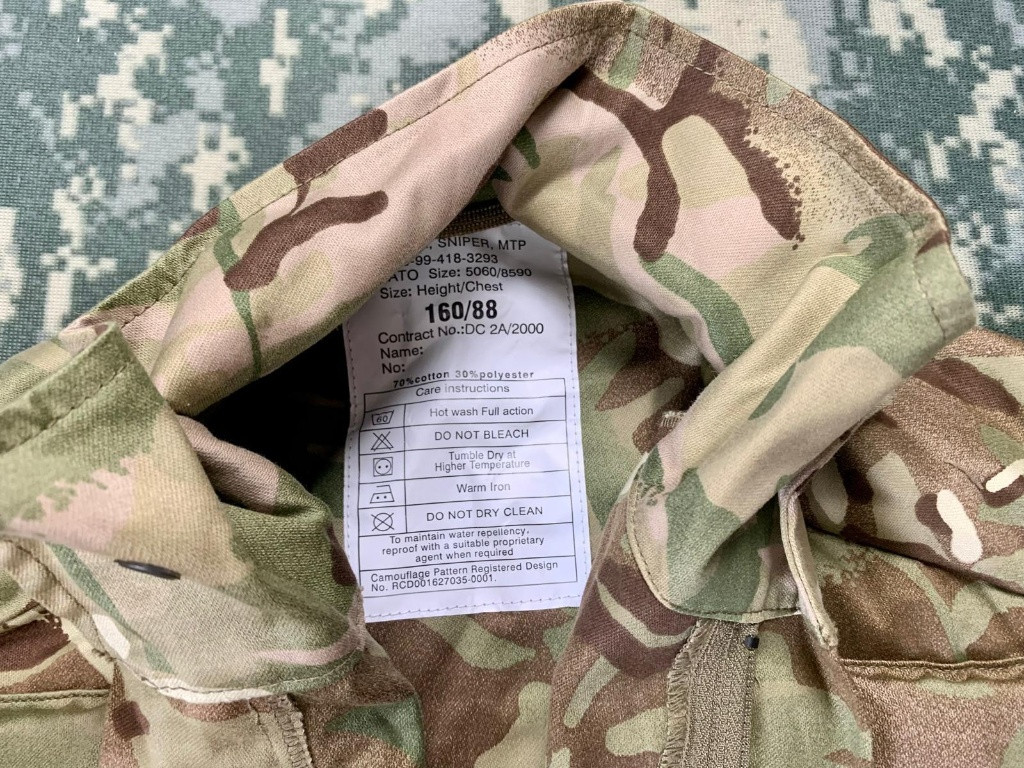 SNIPER, MTP
-99-418-3293
ATO Size: 5060/8590
Size: Height/Chest
160/88
Contract No.:DC 2A/2000
Name:
No:
70%cotton 30%polyester
Care instructions
60 Hot wash Full action
DO NOT BLEACH
Tumble Dry at
Higher Temperature
Warm Iron
DO NOT DRY CLEAN
To maintain water repellency,
reproof with a suitable proprietary
agent when required
Camouflage Pattern Registered Design
No. RCD001627035-0001.